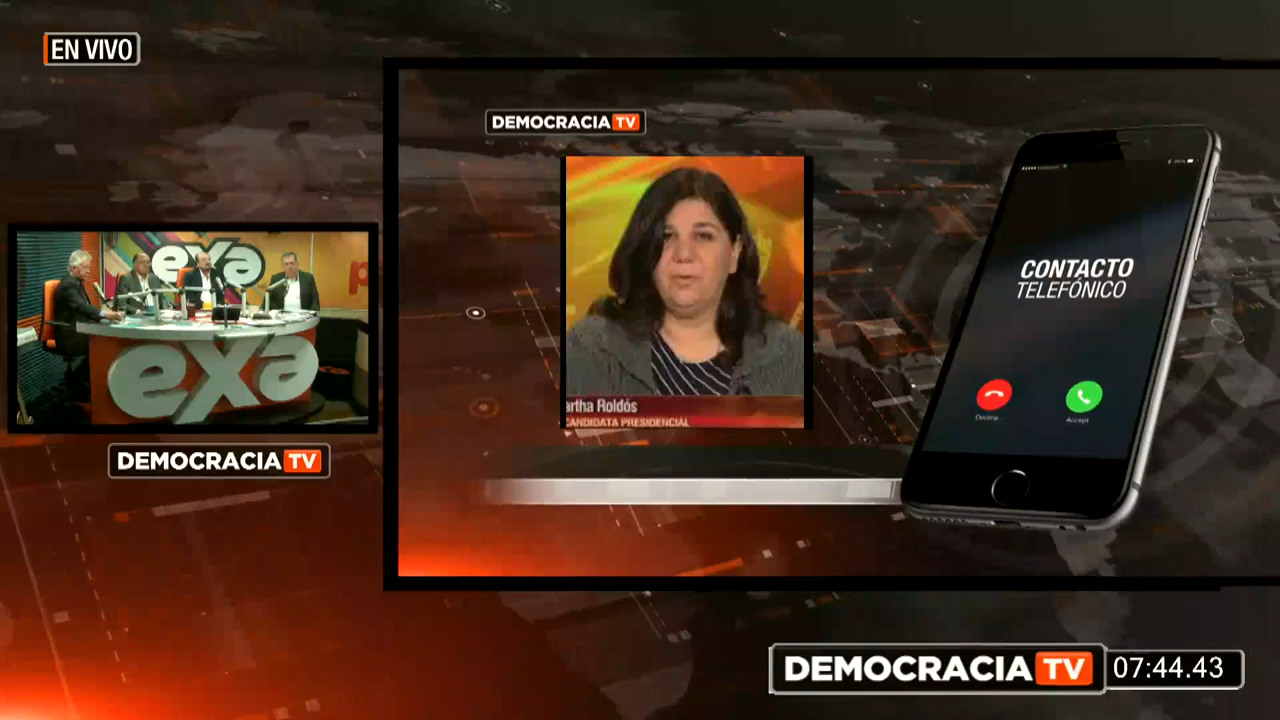 EN VIVO
DEMOCRACIA TV
artha Roldós
CANDIDATA PRESIDENCIAL
CONTACTO
TELEFÓNICO
Decline
Accept
exa
exa
DEMOCRACIA TV
DEMOCRACIA TV 07:44.43